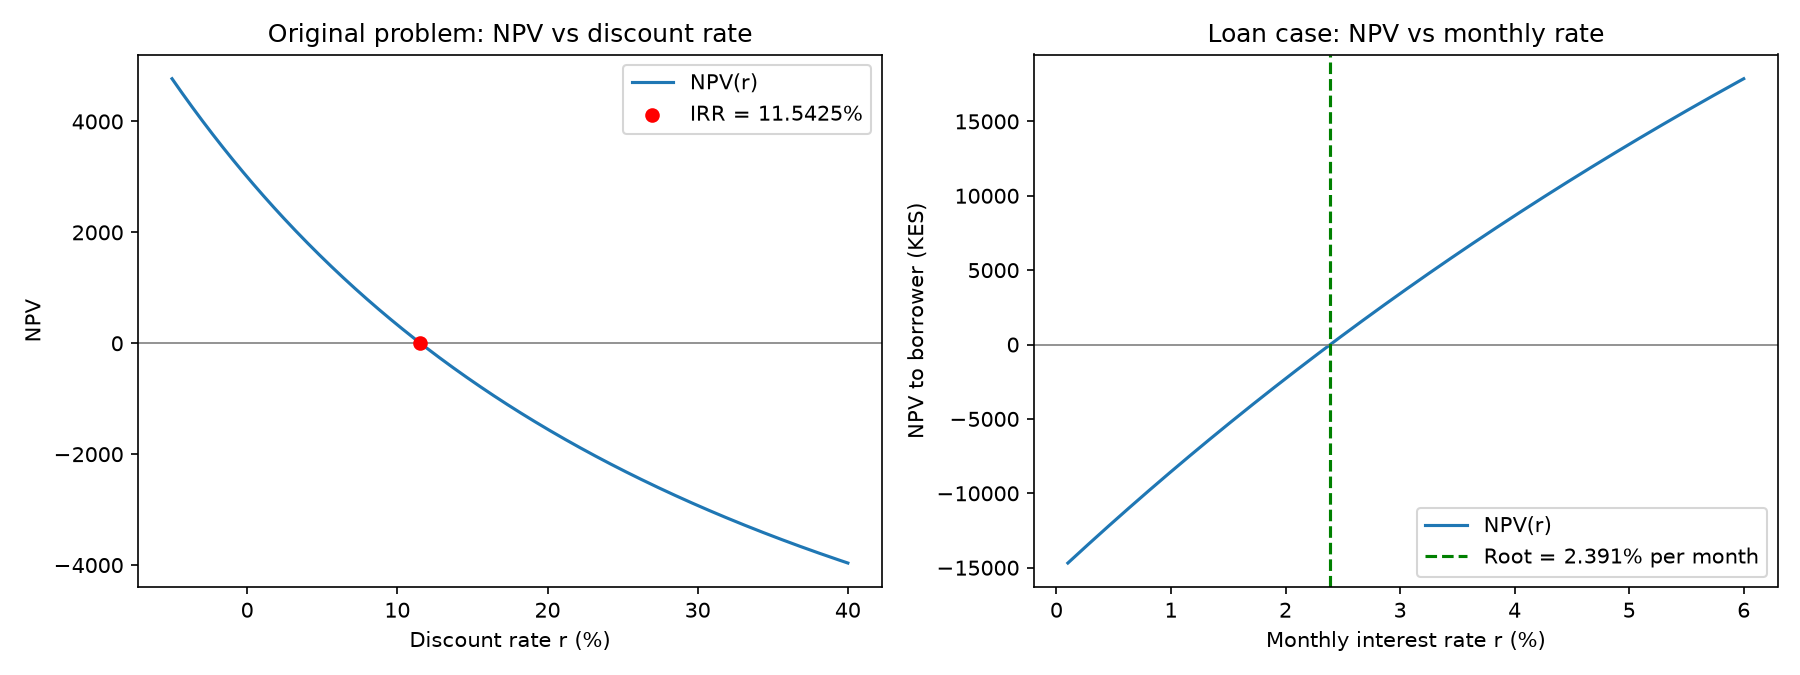 Original problem: NPV vs discount rate
NPV
4000
2000
0
−2000
−4000
0 10 20 30 40
Discount rate r (%)
NPV(r)
IRR = 11.5425%
Loan case: NPV vs monthly rate
NPV to borrower (KES)
15000
10000
5000
0
−5000
−10000
−15000
0 1 2 3 4 5 6
Monthly interest rate r (%)
NPV(r)
Root = 2.391% per month